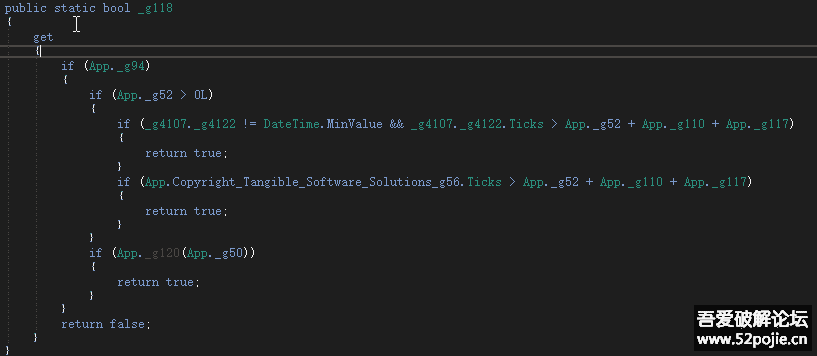 public static bool _g118
{
get
{
if (App._g94)
{
if (App._g52 > 0L)
{
if (_g4107._g4122 != DateTime.MinValue && _g4107._g4122.Ticks > App._g52 + App._g110 + App._g117)
{
return true;
}
if (App.Copyright_Tangible_Software_Solutions_g56.Ticks > App._g52 + App._g110 + App._g117)
{
return true;
}
}
if (App._g120(App._g50))
{
return true;
}
}
return false;
}
}
吾爱破解论坛
www.52pojie.cn